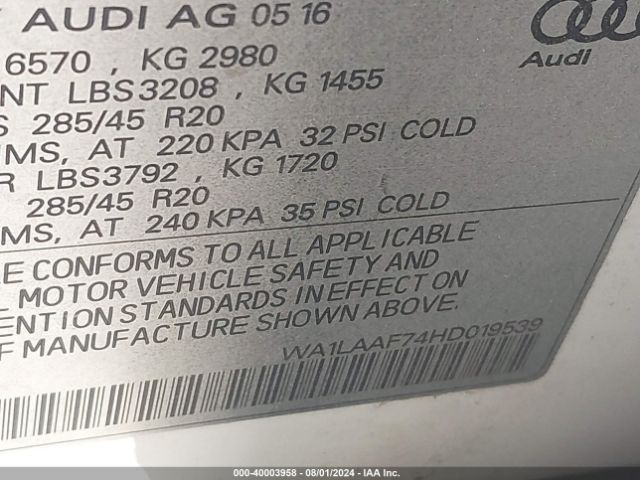 AUDI AG 05 16
Audi
6570 , KG 2980
NT LBS3208 , KG 1455
S 285/45 R20
MS, AT 220 KPA 32 PSI COLD
R LBS3792 , KG 1720
285/45 R20
MS, AT 240 KPA 35 PSI COLD
LE CONFORMS TO ALL APPLICABLE
L MOTOR VEHICLE SAFETY AND
ENTION STANDARDS IN EFFECT ON
F MANUFACTURE SHOWN ABOVE.
WA1LAAF74HD019539
000-40003958 - 08/01/2024 - IAAI.COM